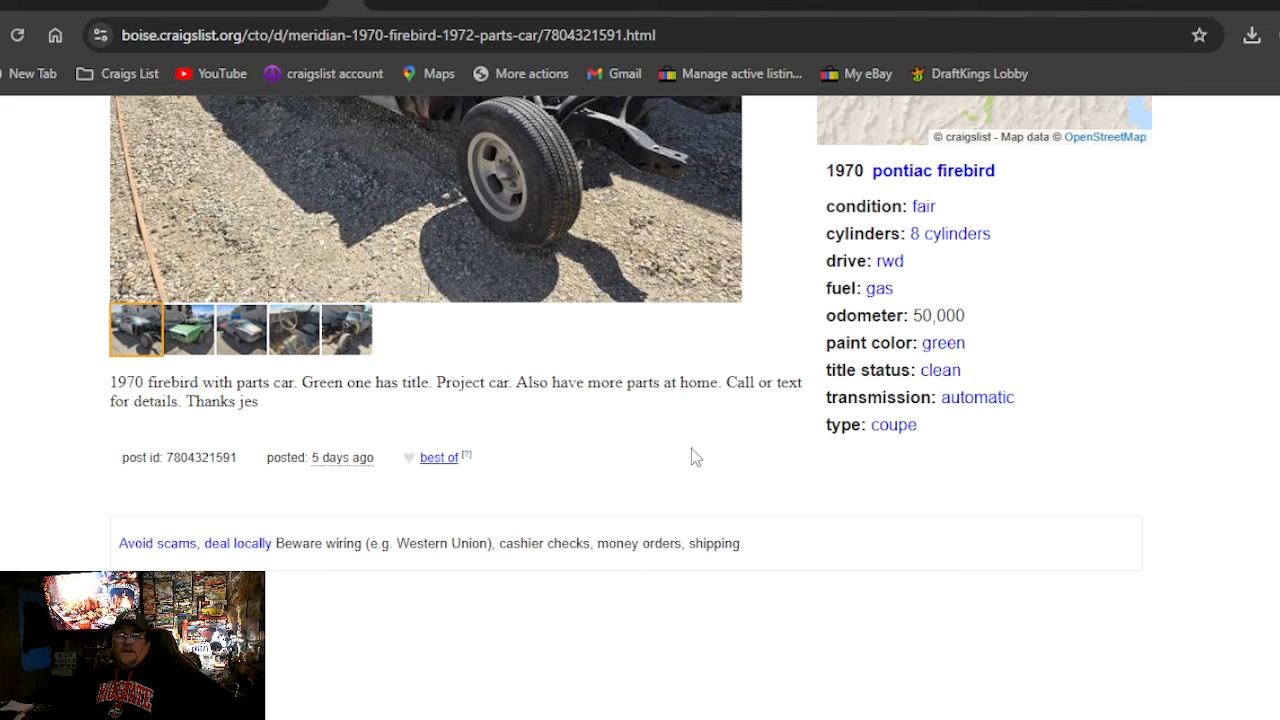 boise.craigslist.org/cto/d/meridian-1970-firebird-1972-parts-car/7804321591.html
New Tab Craigs List YouTube craigslist account Maps More actions Gmail Manage active listin... My eBay DraftKings Lobby
© craigslist - Map data © OpenStreetMap
1970 pontiac firebird
condition: fair
cylinders: 8 cylinders
drive: rwd
fuel: gas
odometer: 50,000
paint color: green
title status: clean
transmission: automatic
type: coupe
1970 firebird with parts car. Green one has title. Project car. Also have more parts at home. Call or text
for details. Thanks jes
post id: 7804321591 posted: 5 days ago best of [?]
Avoid scams, deal locally Beware wiring (e.g. Western Union), cashier checks, money orders, shipping.